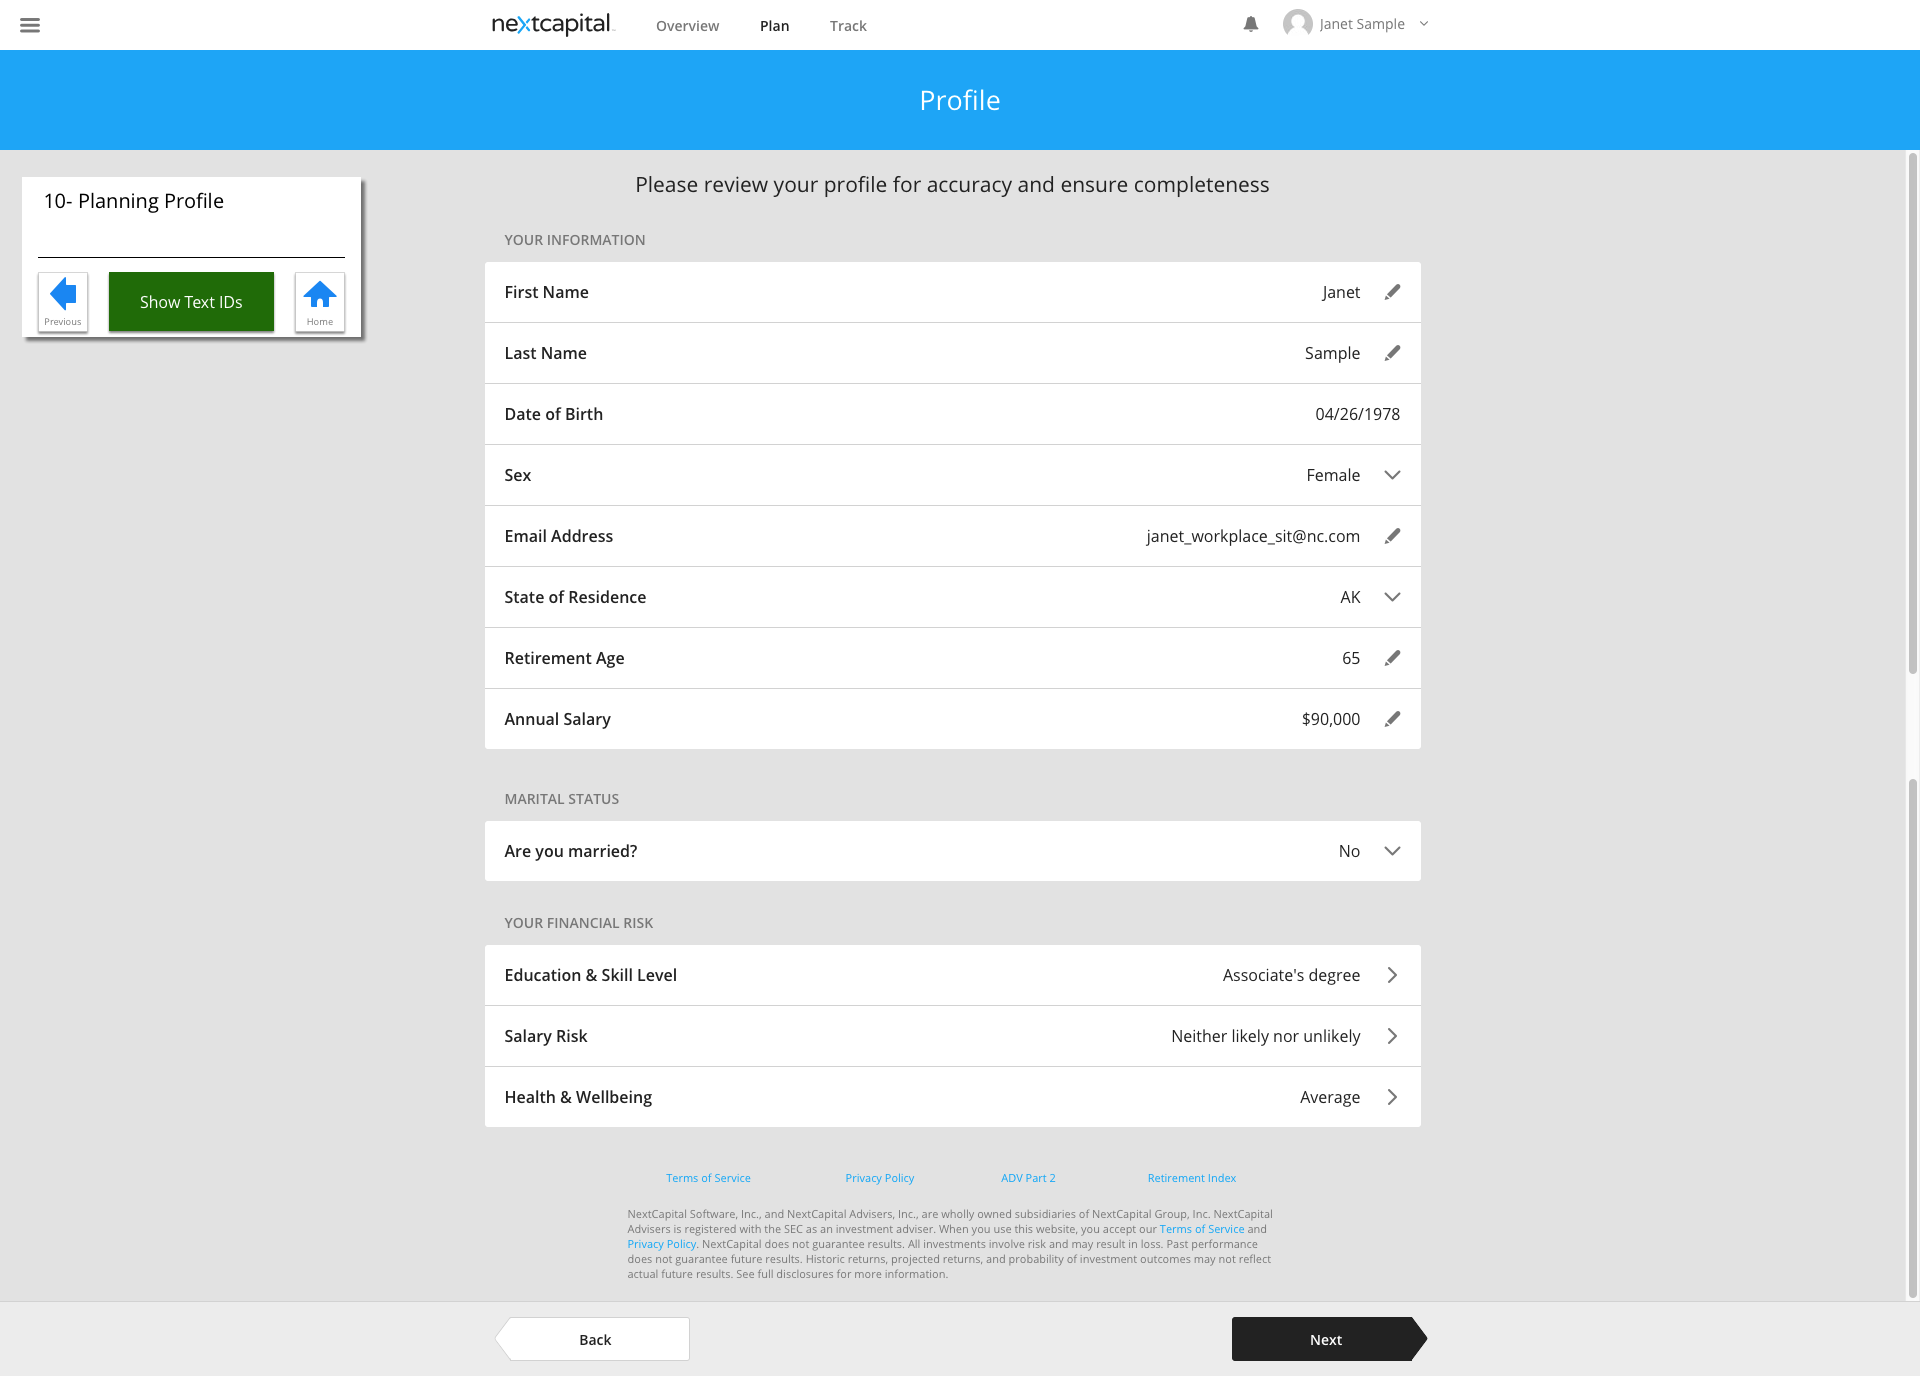 nextcapital
Overview
Plan
Track
Janet Sample
Profile
10- Planning Profile
Previous
Show Text IDs
Home
Please review your profile for accuracy and ensure completeness
YOUR INFORMATION
First Name Janet
Last Name Sample
Date of Birth 04/26/1978
Sex Female
Email Address janet_workplace_sit@nc.com
State of Residence AK
Retirement Age 65
Annual Salary $90,000
MARITAL STATUS
Are you married? No
YOUR FINANCIAL RISK
Education & Skill Level Associate's degree
Salary Risk Neither likely nor unlikely
Health & Wellbeing Average
Terms of Service Privacy Policy ADV Part 2 Retirement Index
NextCapital Software, Inc., and NextCapital Advisers, Inc., are wholly owned subsidiaries of NextCapital Group, Inc. NextCapital
Advisers is registered with the SEC as an investment adviser. When you use this website, you accept our Terms of Service and
Privacy Policy. NextCapital does not guarantee results. All investments involve risk and may result in loss. Past performance
does not guarantee future results. Historic returns, projected returns, and probability of investment outcomes may not reflect
actual future results. See full disclosures for more information.
Back
Next